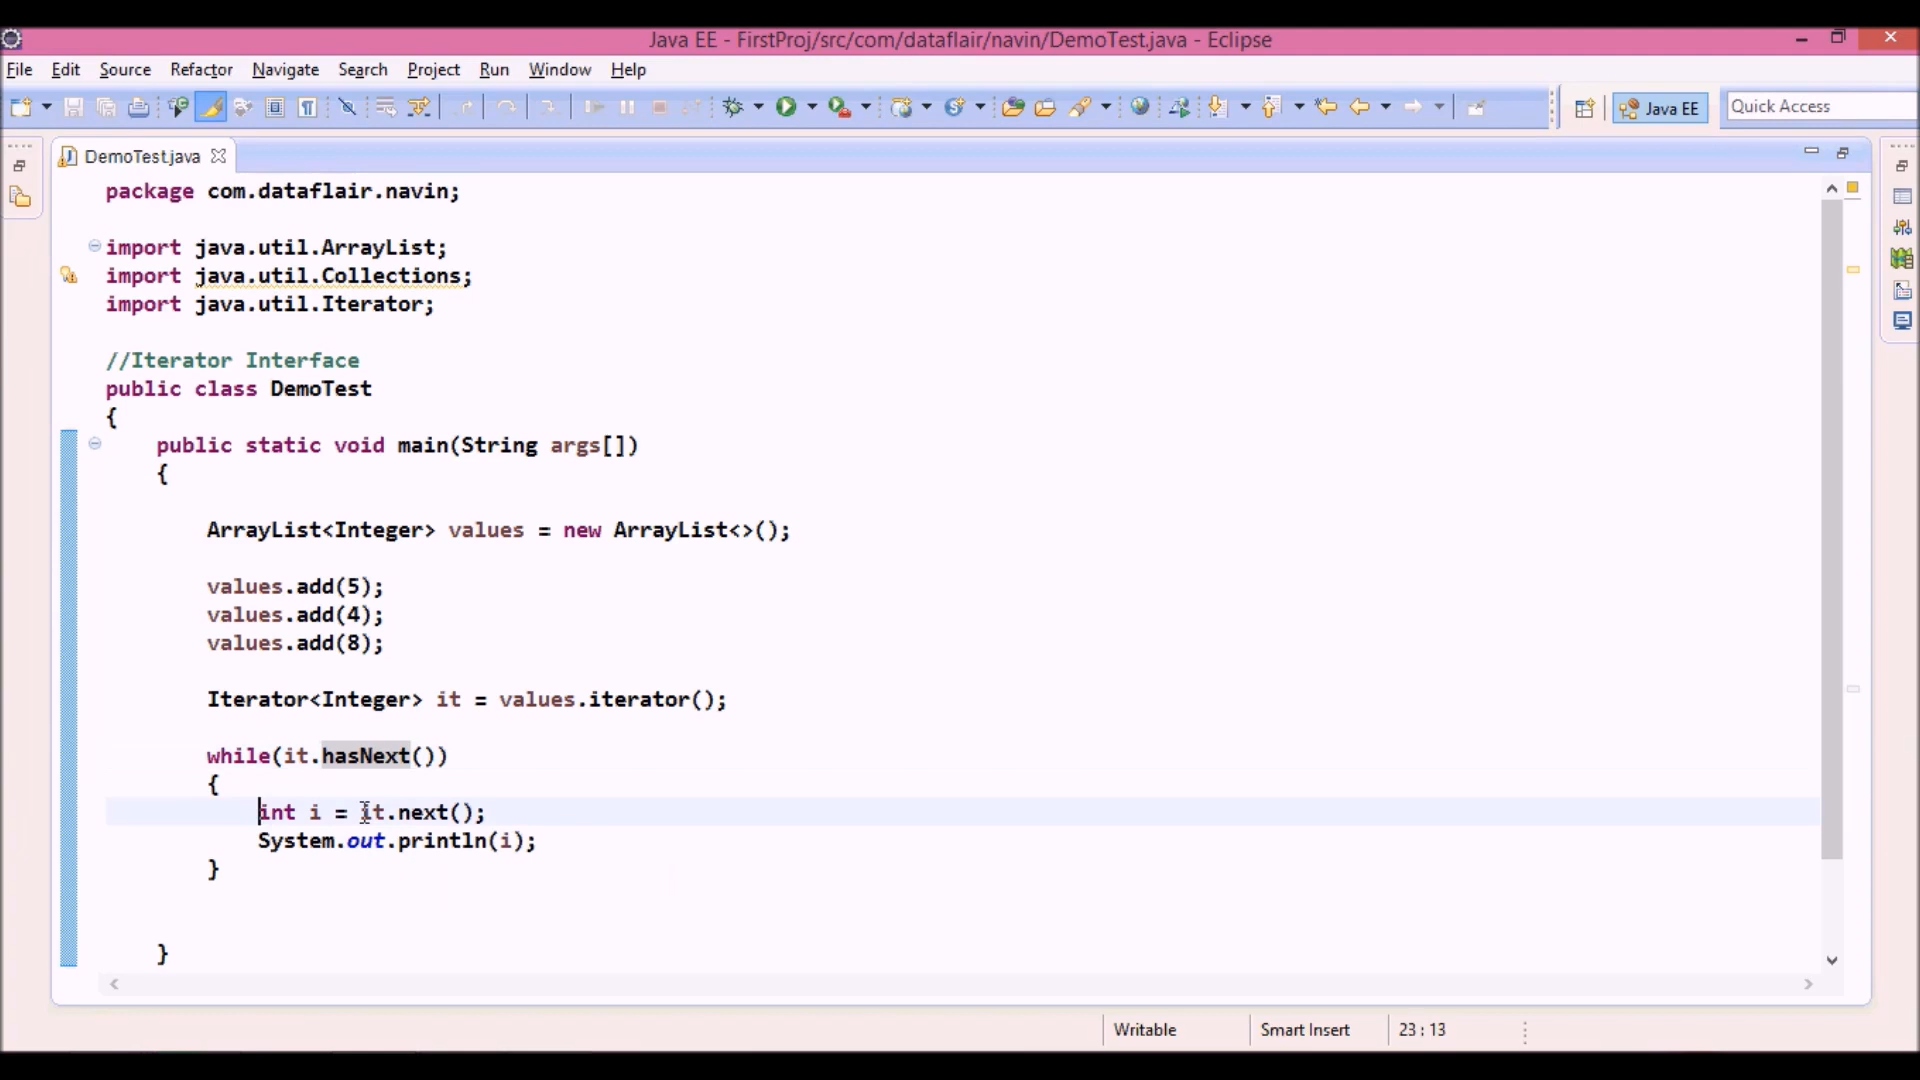 Java EE - FirstProj/src/com/dataflair/navin/DemoTest.java - Eclipse
File Edit Source Refactor Navigate Search Project Run Window Help
Java EE
Quick Access
DemoTest.java
package com.dataflair.navin;
import java.util.ArrayList;
import java.util.Collections;
import java.util.Iterator;
//Iterator Interface
public class DemoTest
{
public static void main(String args[])
{
ArrayList<Integer> values = new ArrayList<>();
values.add(5);
values.add(4);
values.add(8);
Iterator<Integer> it = values.iterator();
while(it.hasNext())
{
int i = it.next();
System.out.println(i);
}
}
Writable Smart Insert 23 : 13